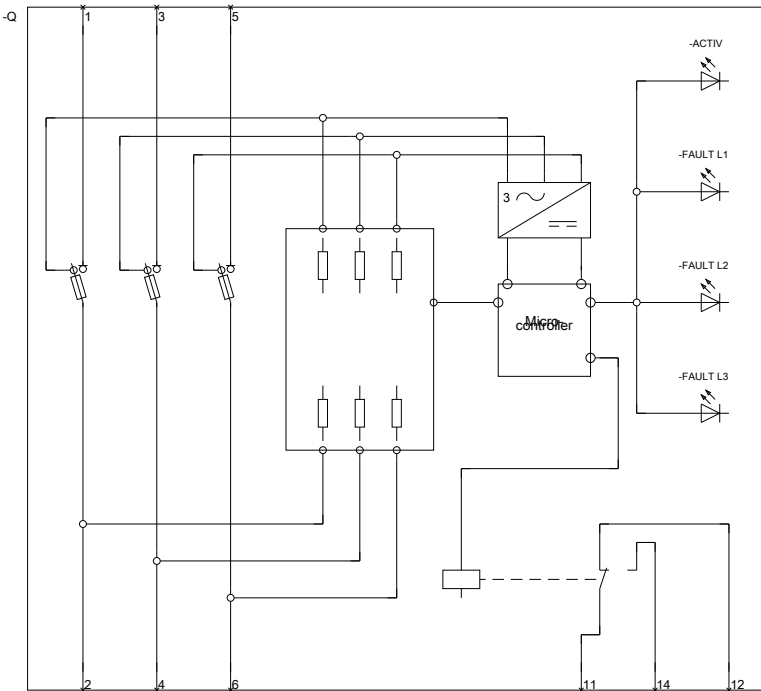 -Q
1 3 5
-ACTIV
-FAULT L1
3
-FAULT L2
Micro-
controller
-FAULT L3
2 4 6 11 14 12